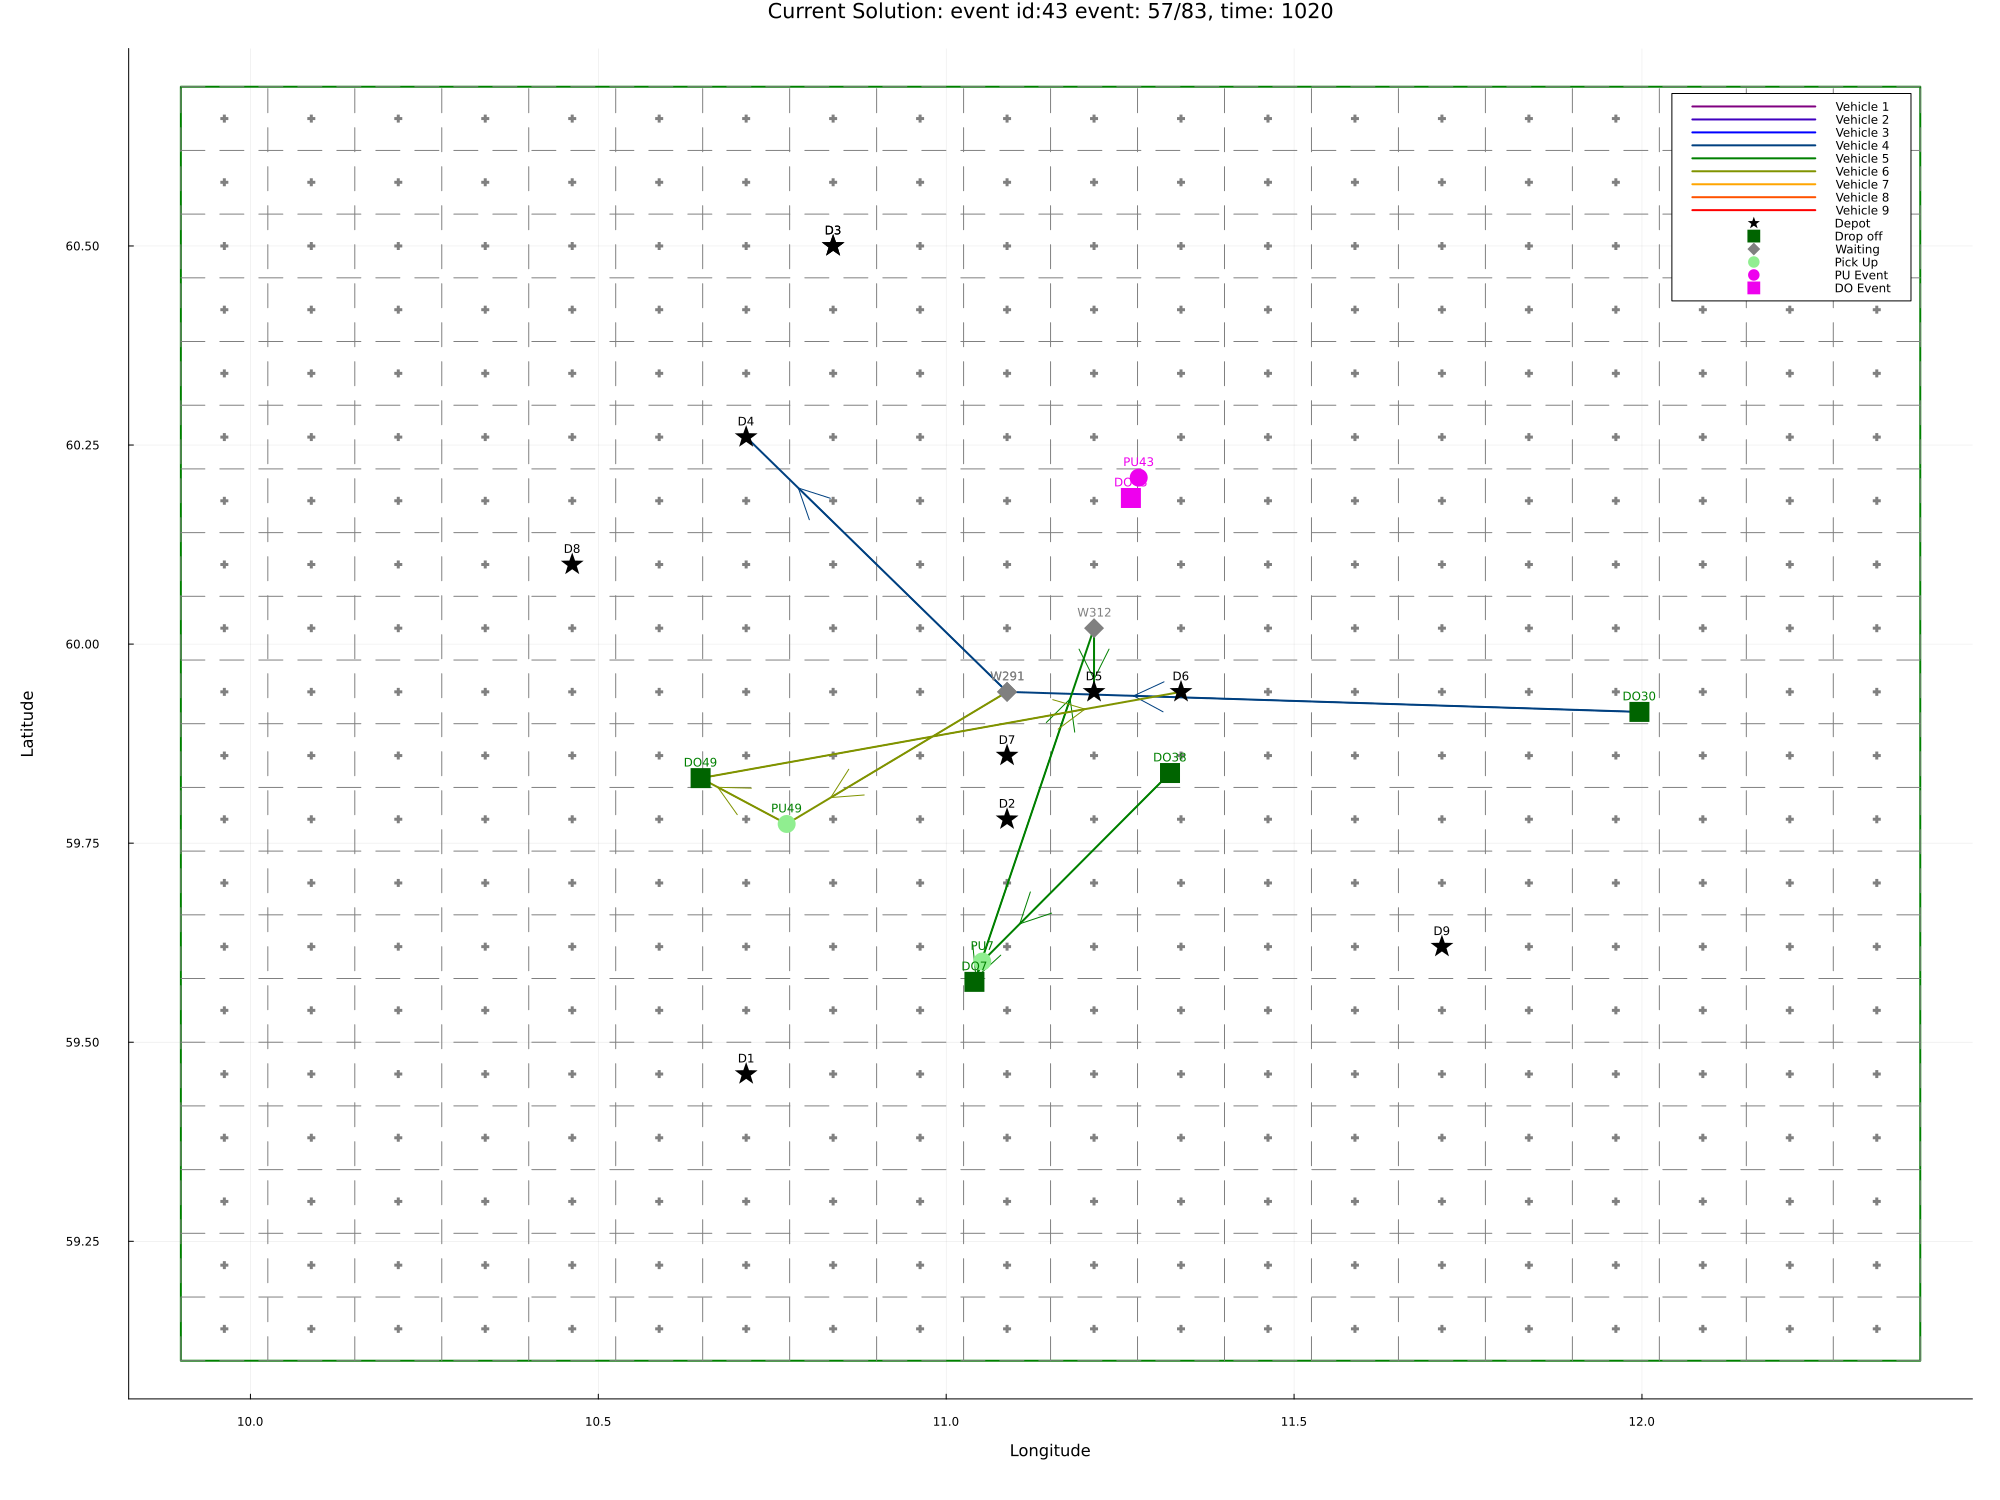 Current Solution: event id:43 event: 57/83, time: 1020
Vehicle 1
Vehicle 2
Vehicle 3
Vehicle 4
Vehicle 5
Vehicle 6
Vehicle 7
Vehicle 8
Vehicle 9
Depot
Drop off
Waiting
Pick Up
PU Event
DO Event
D3
60.50
D4
60.25
PU43
D8
W312
60.00
W291
D5
D6
DO30
D7
DO38
DO49
PU49
D2
59.75
D9
PU7
DO7
59.50
D1
59.25
Latitude
10.0
10.5
11.0
11.5
12.0
Longitude